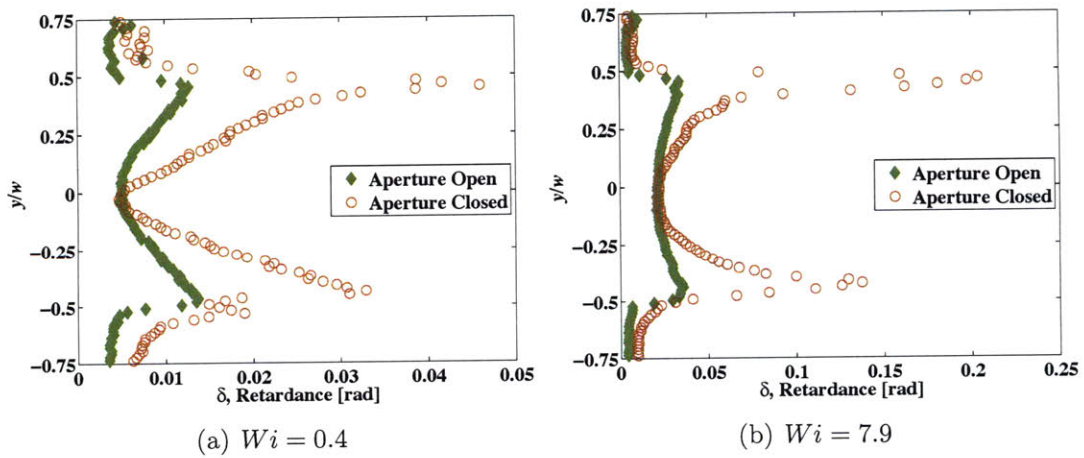 0.75
0.5
0.25
0
−0.25
−0.5
−0.75
y/w
0
0.01
0.02
0.03
0.04
0.05
δ, Retardance [rad]
Aperture Open
Aperture Closed
(a) Wi = 0.4
0.75
0.5
0.25
0
−0.25
−0.5
−0.75
y/w
0
0.05
0.1
0.15
0.2
0.25
δ, Retardance [rad]
Aperture Open
Aperture Closed
(b) Wi = 7.9